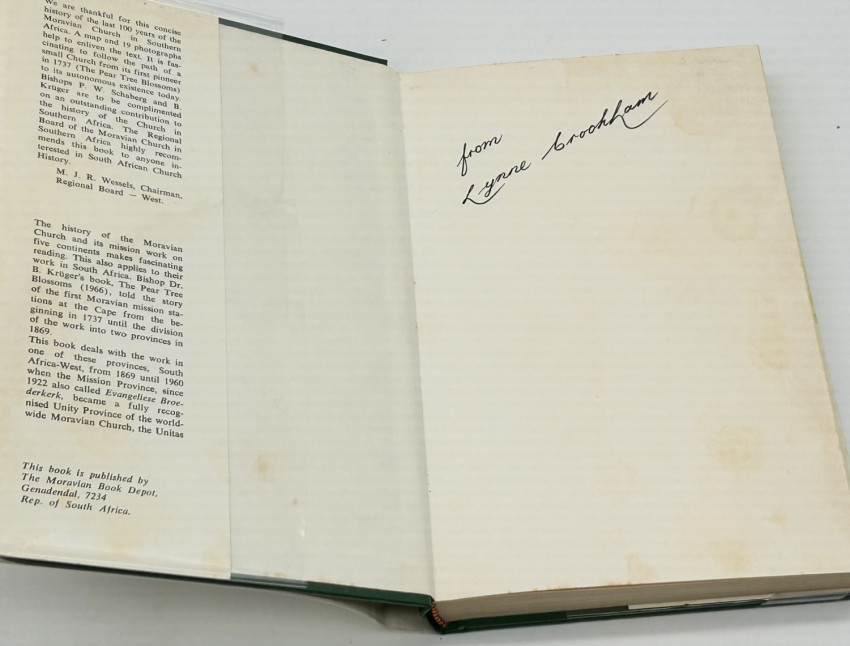 We are thankful for this concise
history of the last 100 years of the
Moravian Church in Southern
Africa. A map and 19 photographs
help to enliven the text. It is fas-
cinating to follow the path of a
small Church from its first pioneer
in 1737 (The Pear Tree Blossoms)
to its autonomous existence today.
Bishops P. W. Schaberg and B.
Krüger are to be complimented
on an outstanding contribution to
the history of the Church in
Southern Africa. The Regional
Board of the Moravian Church in
Southern Africa highly recom-
mends this book to anyone in-
terested in South African Church
History.
M. J. R. Wessels, Chairman,
Regional Board — West.
The history of the Moravian
Church and its mission work on
five continents makes fascinating
reading. This also applies to their
work in South Africa. Bishop Dr.
B. Krüger's book, The Pear Tree
Blossoms (1966), told the story
of the first Moravian mission sta-
tions at the Cape from the be-
ginning in 1737 until the division
of the work into two provinces in
1869.
This book deals with the work in
one of these provinces, South
Africa-West, from 1869 until 1960
when the Mission Province, since
1922 also called Evangeliese Broe-
derkerk, became a fully recog-
nised Unity Province of the world-
wide Moravian Church, the Unitas
This book is published by
The Moravian Book Depot,
Genadendal, 7234
Rep. of South Africa.
from
Lynne Crookham